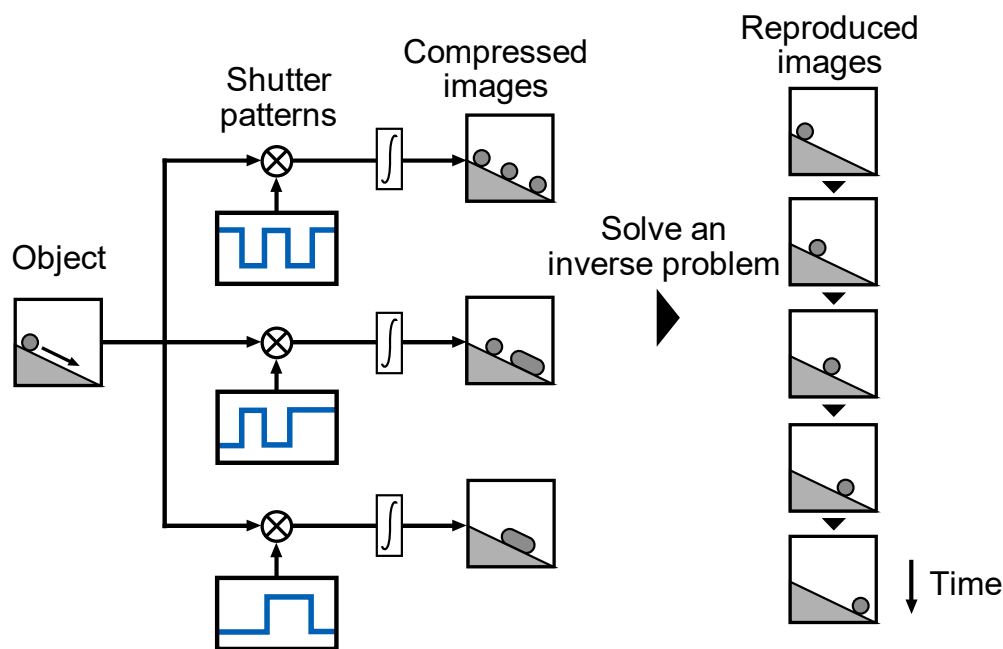 Reproduced
images
Compressed
images
Shutter
patterns
∫
Solve an
inverse problem
Object
∫
∫
Time